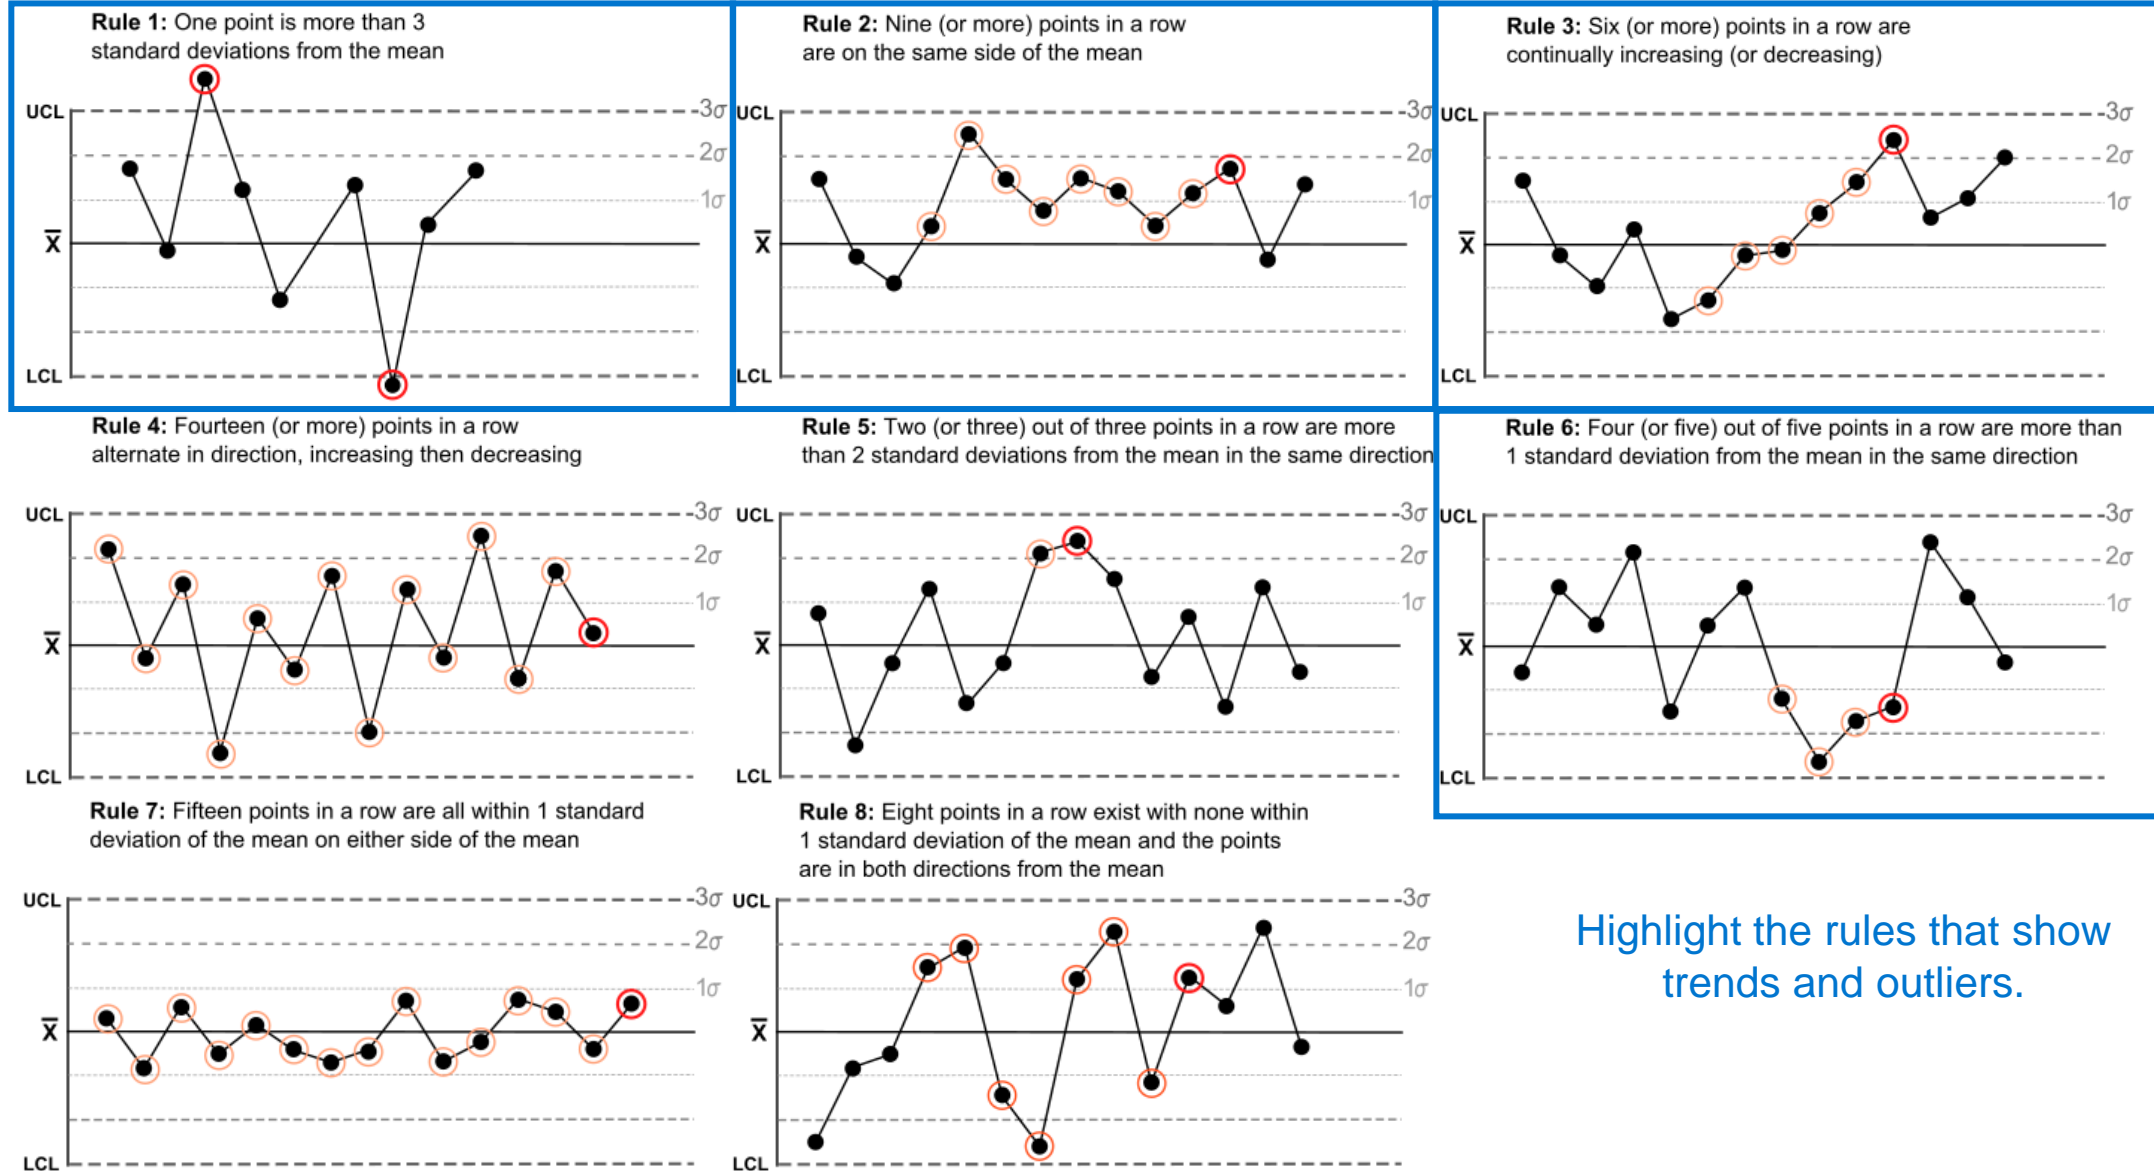 Rule 1: One point is more than 3
standard deviations from the mean
UCL
3σ
2σ
1σ
X̅
LCL
Rule 2: Nine (or more) points in a row
are on the same side of the mean
UCL
3σ
2σ
1σ
X̅
LCL
Rule 3: Six (or more) points in a row are
continually increasing (or decreasing)
UCL
3σ
2σ
1σ
X̅
LCL
Rule 4: Fourteen (or more) points in a row
alternate in direction, increasing then decreasing
UCL
3σ
2σ
1σ
X̅
LCL
Rule 5: Two (or three) out of three points in a row are more
than 2 standard deviations from the mean in the same direction
UCL
3σ
2σ
1σ
X̅
LCL
Rule 6: Four (or five) out of five points in a row are more than
1 standard deviation from the mean in the same direction
UCL
3σ
2σ
1σ
X̅
LCL
Rule 7: Fifteen points in a row are all within 1 standard
deviation of the mean on either side of the mean
UCL
3σ
2σ
1σ
X̅
LCL
Rule 8: Eight points in a row exist with none within
1 standard deviation of the mean and the points
are in both directions from the mean
UCL
3σ
2σ
1σ
X̅
LCL
Highlight the rules that show
trends and outliers.